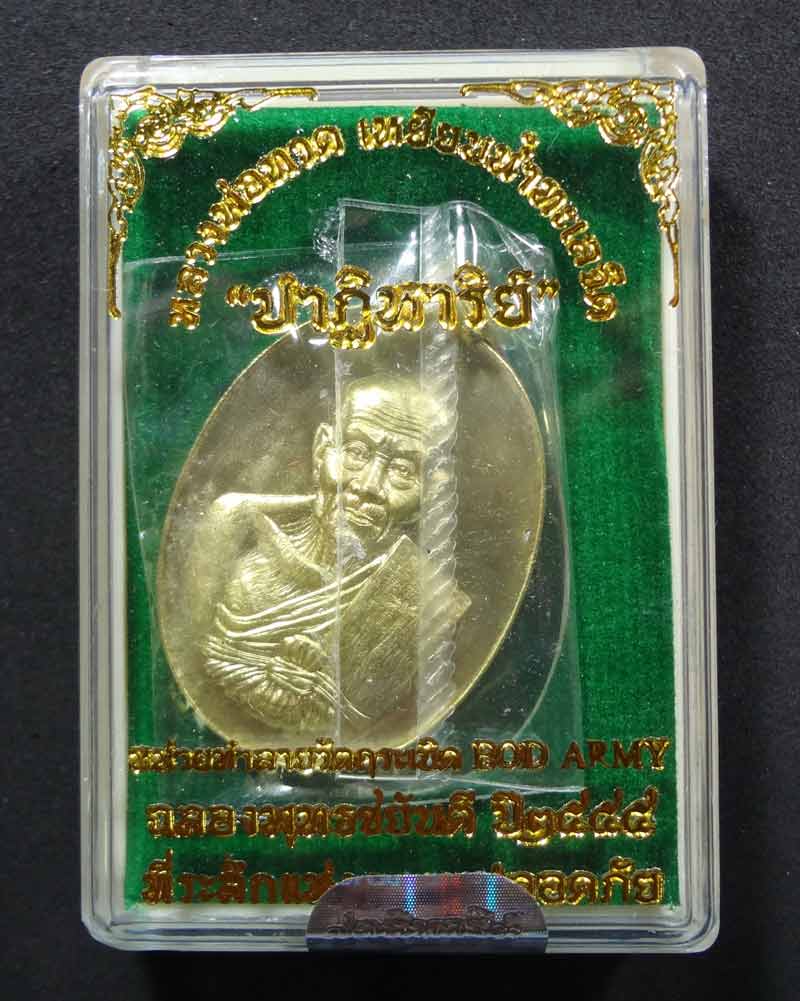 หลวงพ่อทวด เหยียบน้ำทะเลจืด
“ปาฏิหาริย์”
หน่วยทำลายวัตถุระเบิด EOD ARMY
ฉลองพุทธชยันตี ปี๒๕๕๕
ที่ระลึกแห่ง ปลอดภัย